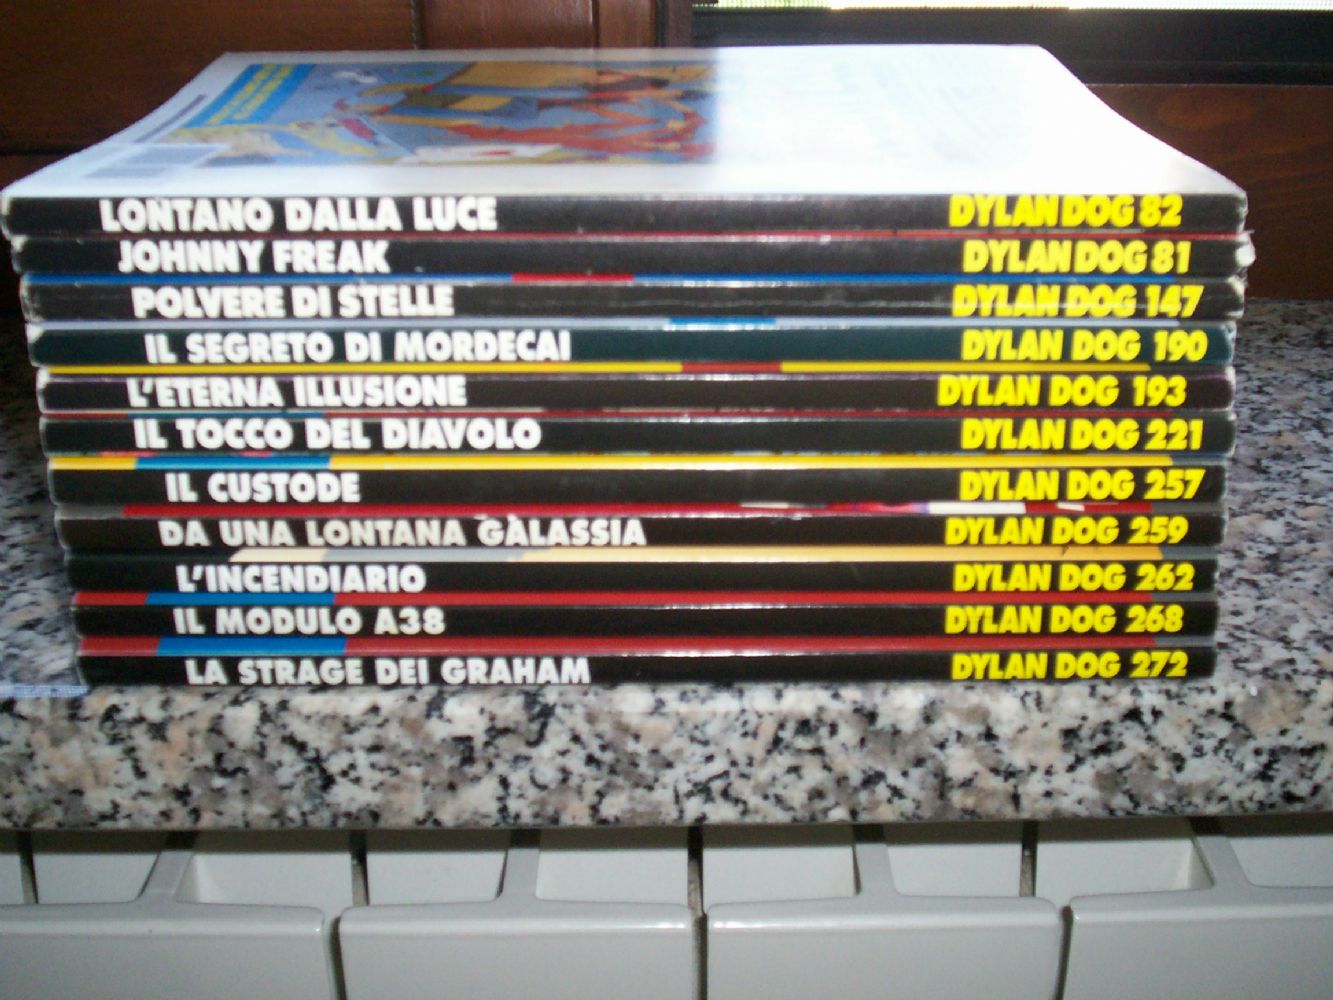 LONTANO DALLA LUCE DYLAN DOG 82
JOHNNY FREAK DYLAN DOG 81
POLVERE DI STELLE DYLAN DOG 147
IL SEGRETO DI MORDECAI DYLAN DOG 190
L'ETERNA ILLUSIONE DYLAN DOG 193
IL TOCCO DEL DIAVOLO DYLAN DOG 221
IL CUSTODE DYLAN DOG 257
DA UNA LONTANA GALASSIA DYLAN DOG 259
L'INCENDIARIO DYLAN DOG 262
IL MODULO A38 DYLAN DOG 268
LA STRAGE DEI GRAHAM DYLAN DOG 272